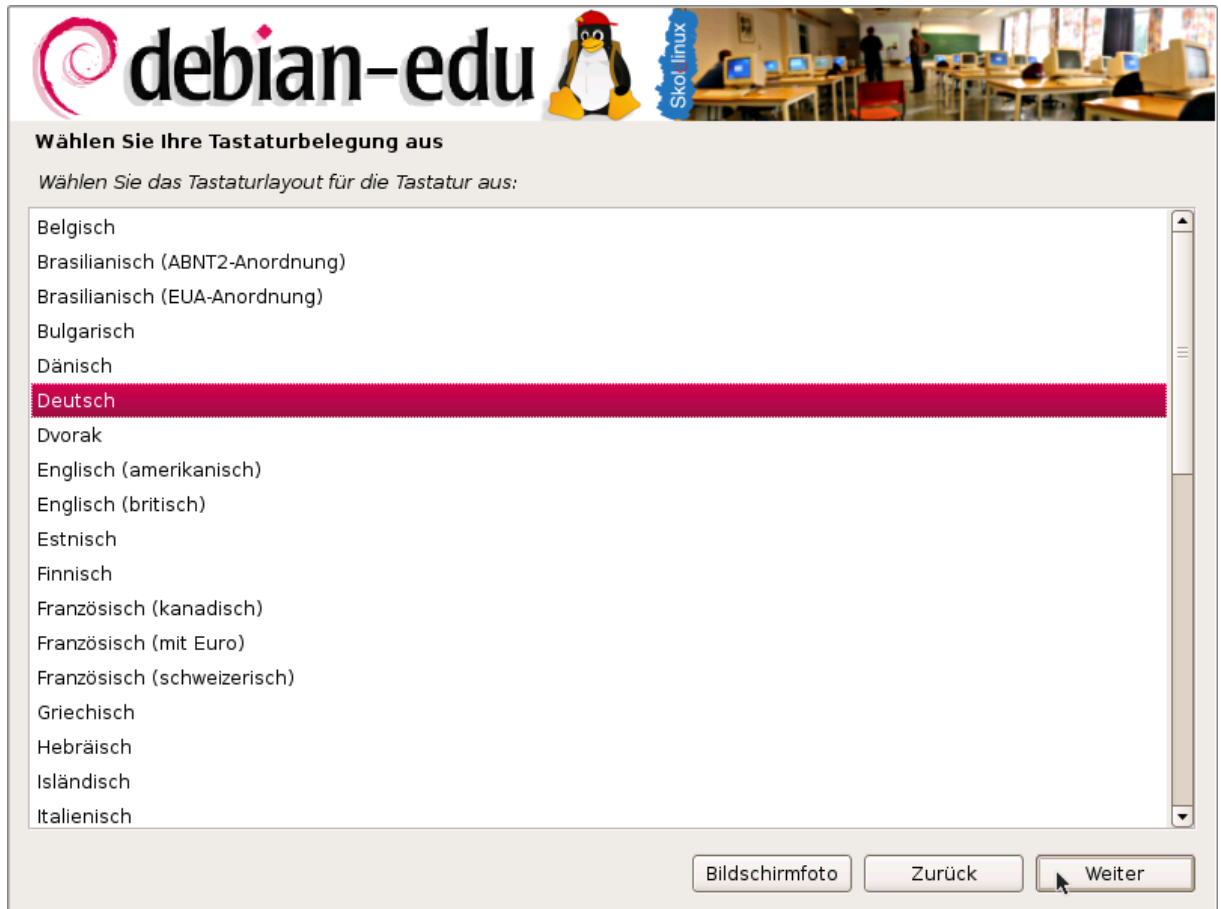 debian-edu
Skolelinux
Wählen Sie Ihre Tastaturbelegung aus
Wählen Sie das Tastaturlayout für die Tastatur aus:
Belgisch
Brasilianisch (ABNT2-Anordnung)
Brasilianisch (EUA-Anordnung)
Bulgarisch
Dänisch
Deutsch
Dvorak
Englisch (amerikanisch)
Englisch (britisch)
Estnisch
Finnisch
Französisch (kanadisch)
Französisch (mit Euro)
Französisch (schweizerisch)
Griechisch
Hebräisch
Isländisch
Italienisch
Bildschirmfoto Zurück Weiter